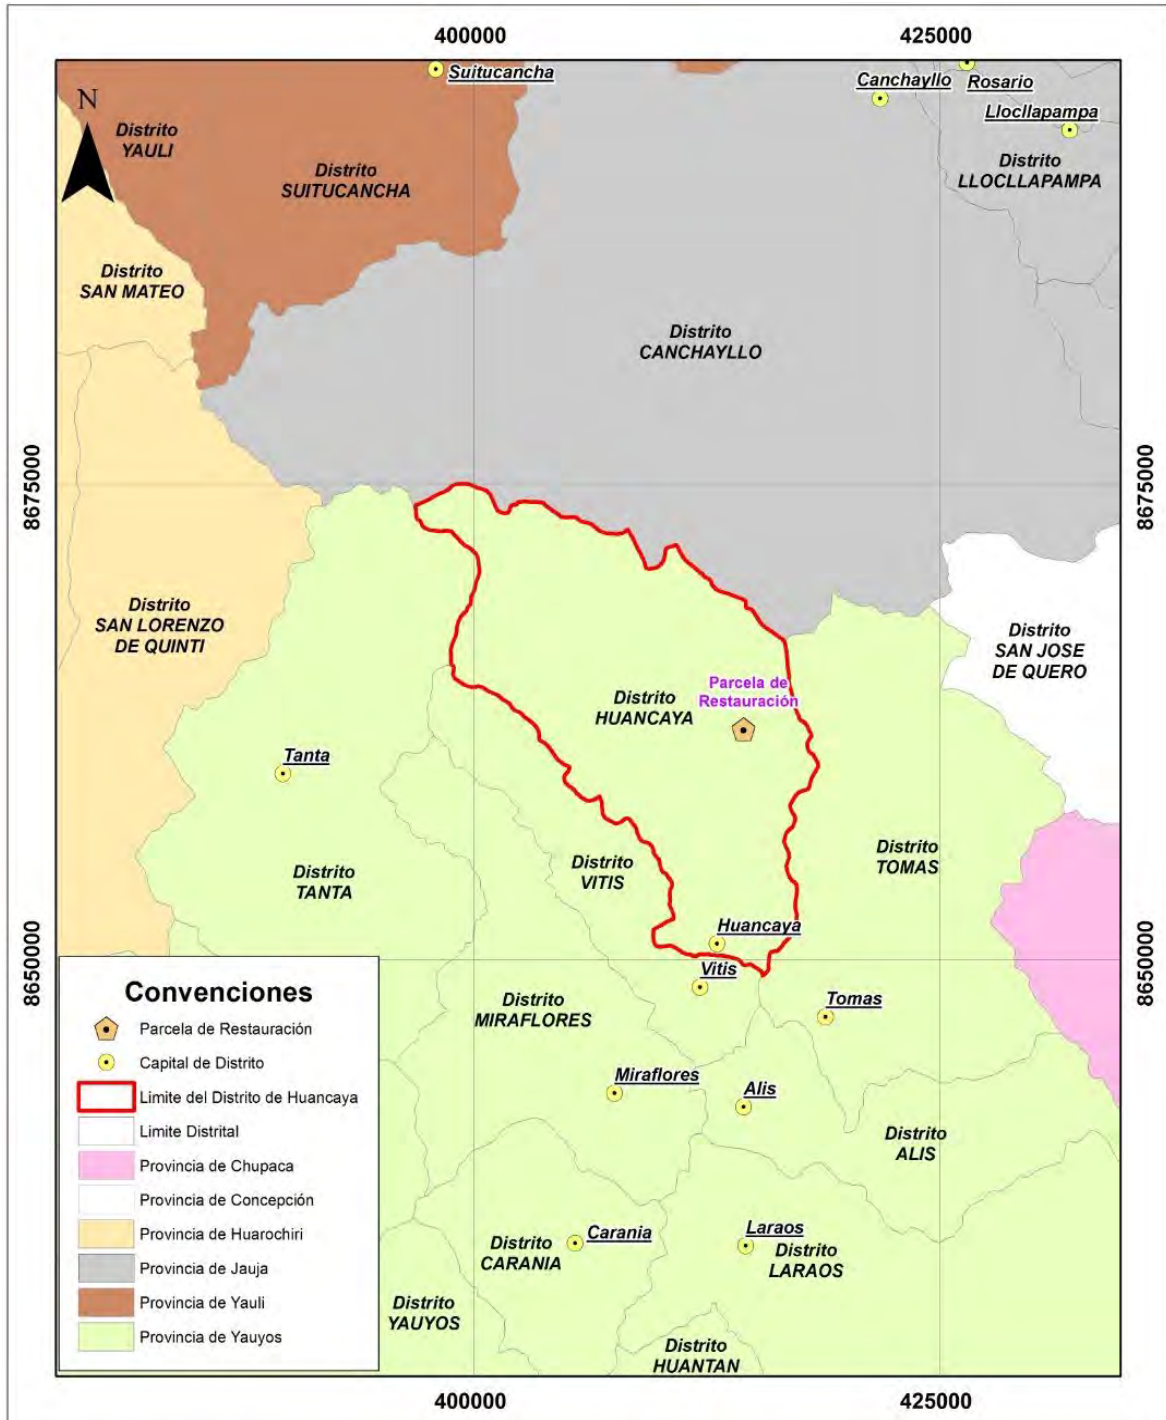 400000
425000
Suitucancha
Canchayllo
Rosario
Llocllapampa
N
Distrito
YAULI
Distrito
SUITUCANCHA
Distrito
LLOCLLAPAMPA
Distrito
SAN MATEO
Distrito
CANCHAYLLO
8675000
8675000
Distrito
SAN LORENZO
DE QUINTI
Distrito
SAN JOSE
DE QUERO
Parcela de
Restauración
Distrito
HUANCAYA
Tanta
Distrito
TANTA
Distrito
VITIS
Distrito
TOMAS
Huancaya
8650000
8650000
Vitis
Distrito
MIRAFLORES
Tomas
Miraflores
Alis
Distrito
ALIS
Carania
Distrito
CARANIA
Laraos
Distrito
LARAOS
Distrito
YAUYOS
Distrito
HUANTAN
Convenciones
Parcela de Restauración
Capital de Distrito
Limite del Distrito de Huancaya
Limite Distrital
Provincia de Chupaca
Provincia de Concepción
Provincia de Huarochiri
Provincia de Jauja
Provincia de Yauli
Provincia de Yauyos
400000
425000